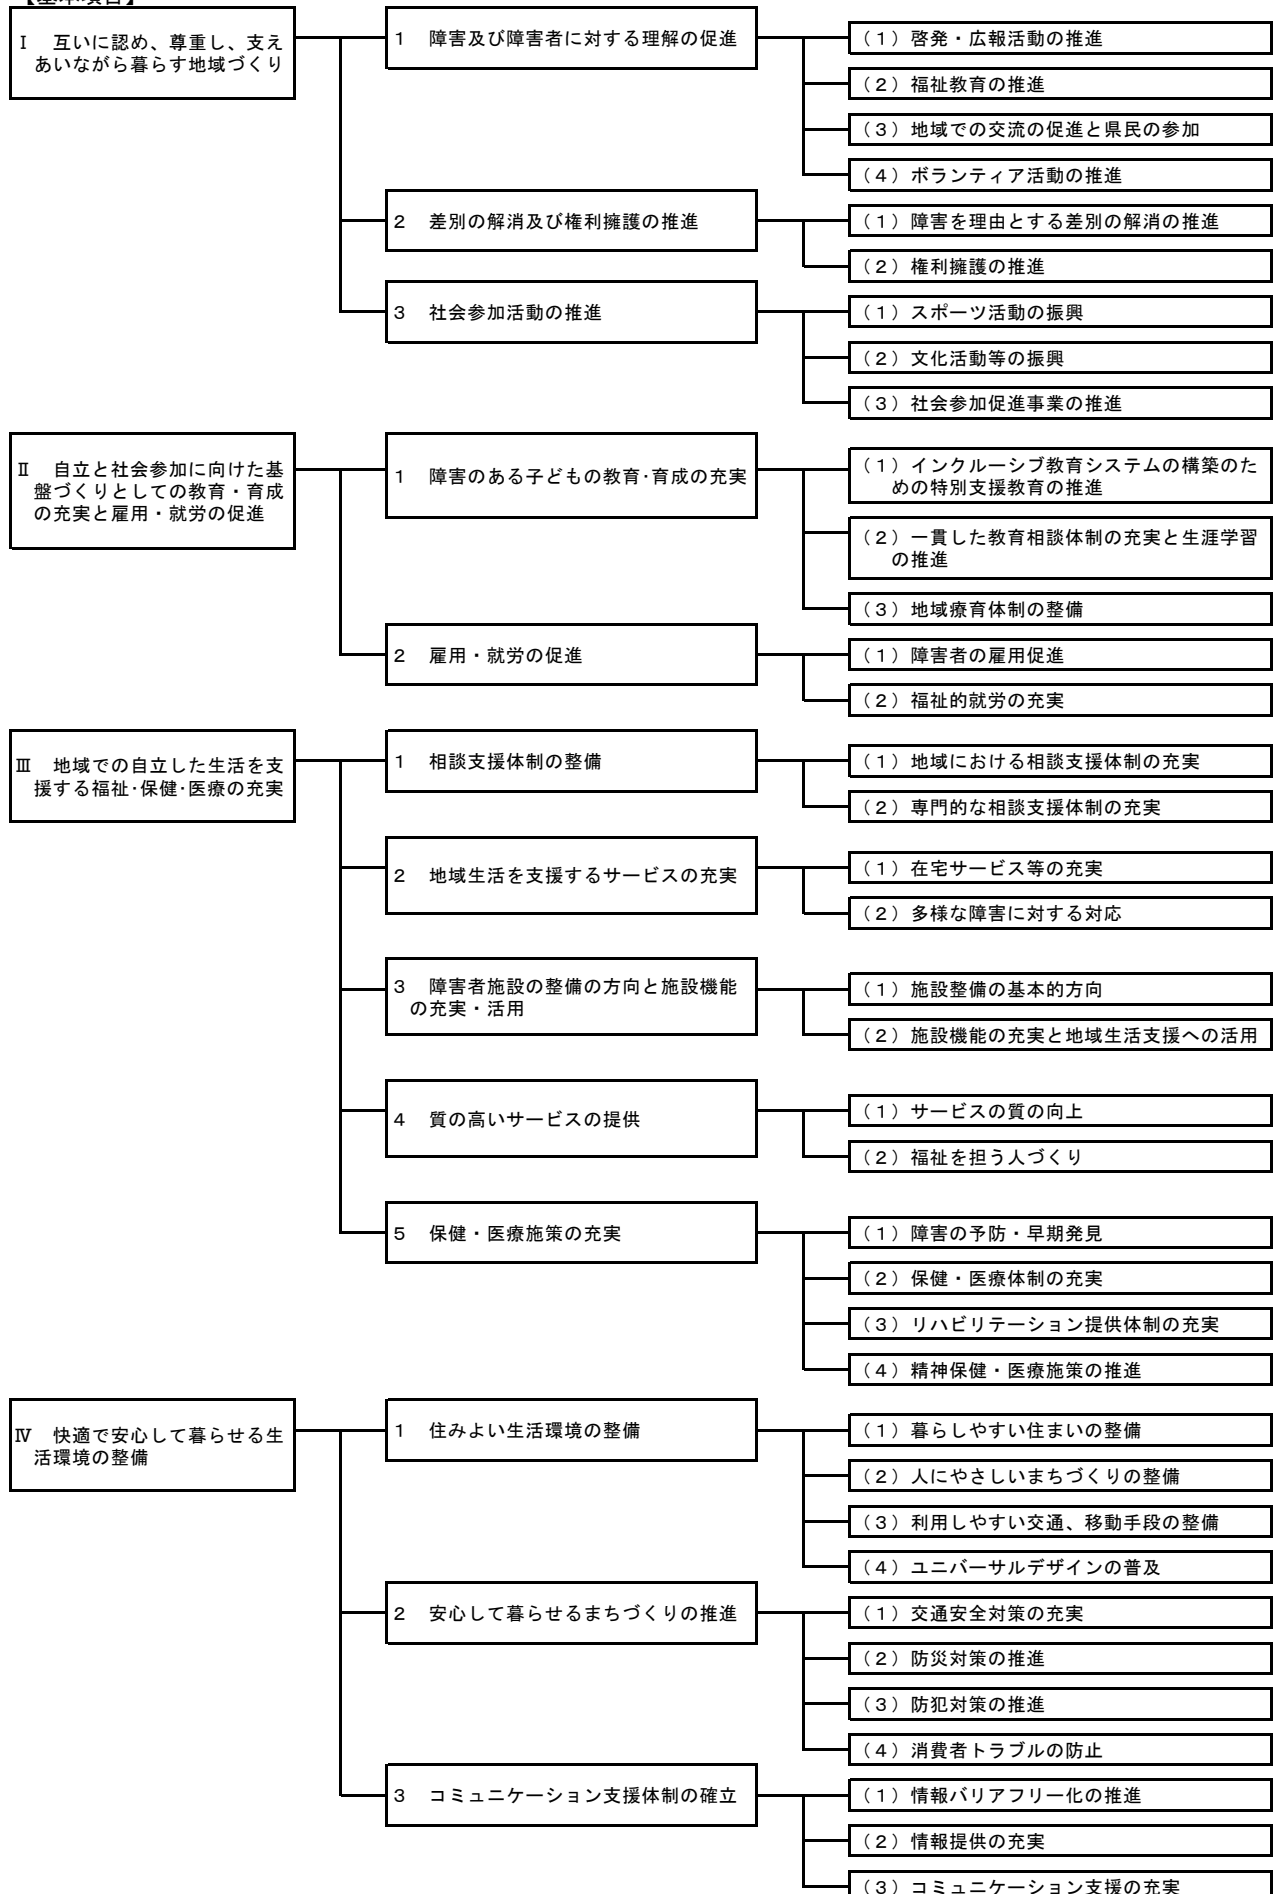 【基本項目】
Ⅰ　互いに認め、尊重し、支え
あいながら暮らす地域づくり
1　障害及び障害者に対する理解の促進
（1）啓発・広報活動の推進
（2）福祉教育の推進
（3）地域での交流の促進と県民の参加
（4）ボランティア活動の推進
2　差別の解消及び権利擁護の推進
（1）障害を理由とする差別の解消の推進
（2）権利擁護の推進
3　社会参加活動の推進
（1）スポーツ活動の振興
（2）文化活動等の振興
（3）社会参加促進事業の推進
Ⅱ　自立と社会参加に向けた基
盤づくりとしての教育・育成
の充実と雇用・就労の促進
1　障害のある子どもの教育･育成の充実
（1）インクルーシブ教育システムの構築のた
めの特別支援教育の推進
（2）一貫した教育相談体制の充実と生涯学習
の推進
（3）地域療育体制の整備
2　雇用・就労の促進
（1）障害者の雇用促進
（2）福祉的就労の充実
Ⅲ　地域での自立した生活を支
援する福祉･保健･医療の充実
1　相談支援体制の整備
（1）地域における相談支援体制の充実
（2）専門的な相談支援体制の充実
2　地域生活を支援するサービスの充実
（1）在宅サービス等の充実
（2）多様な障害に対する対応
3　障害者施設の整備の方向と施設機能
の充実・活用
（1）施設整備の基本的方向
（2）施設機能の充実と地域生活支援への活用
4　質の高いサービスの提供
（1）サービスの質の向上
（2）福祉を担う人づくり
5　保健・医療施策の充実
（1）障害の予防・早期発見
（2）保健・医療体制の充実
（3）リハビリテーション提供体制の充実
（4）精神保健・医療施策の推進
Ⅳ　快適で安心して暮らせる生
活環境の整備
1　住みよい生活環境の整備
（1）暮らしやすい住まいの整備
（2）人にやさしいまちづくりの整備
（3）利用しやすい交通、移動手段の整備
（4）ユニバーサルデザインの普及
2　安心して暮らせるまちづくりの推進
（1）交通安全対策の充実
（2）防災対策の推進
（3）防犯対策の推進
（4）消費者トラブルの防止
3　コミュニケーション支援体制の確立
（1）情報バリアフリー化の推進
（2）情報提供の充実
（3）コミュニケーション支援の充実